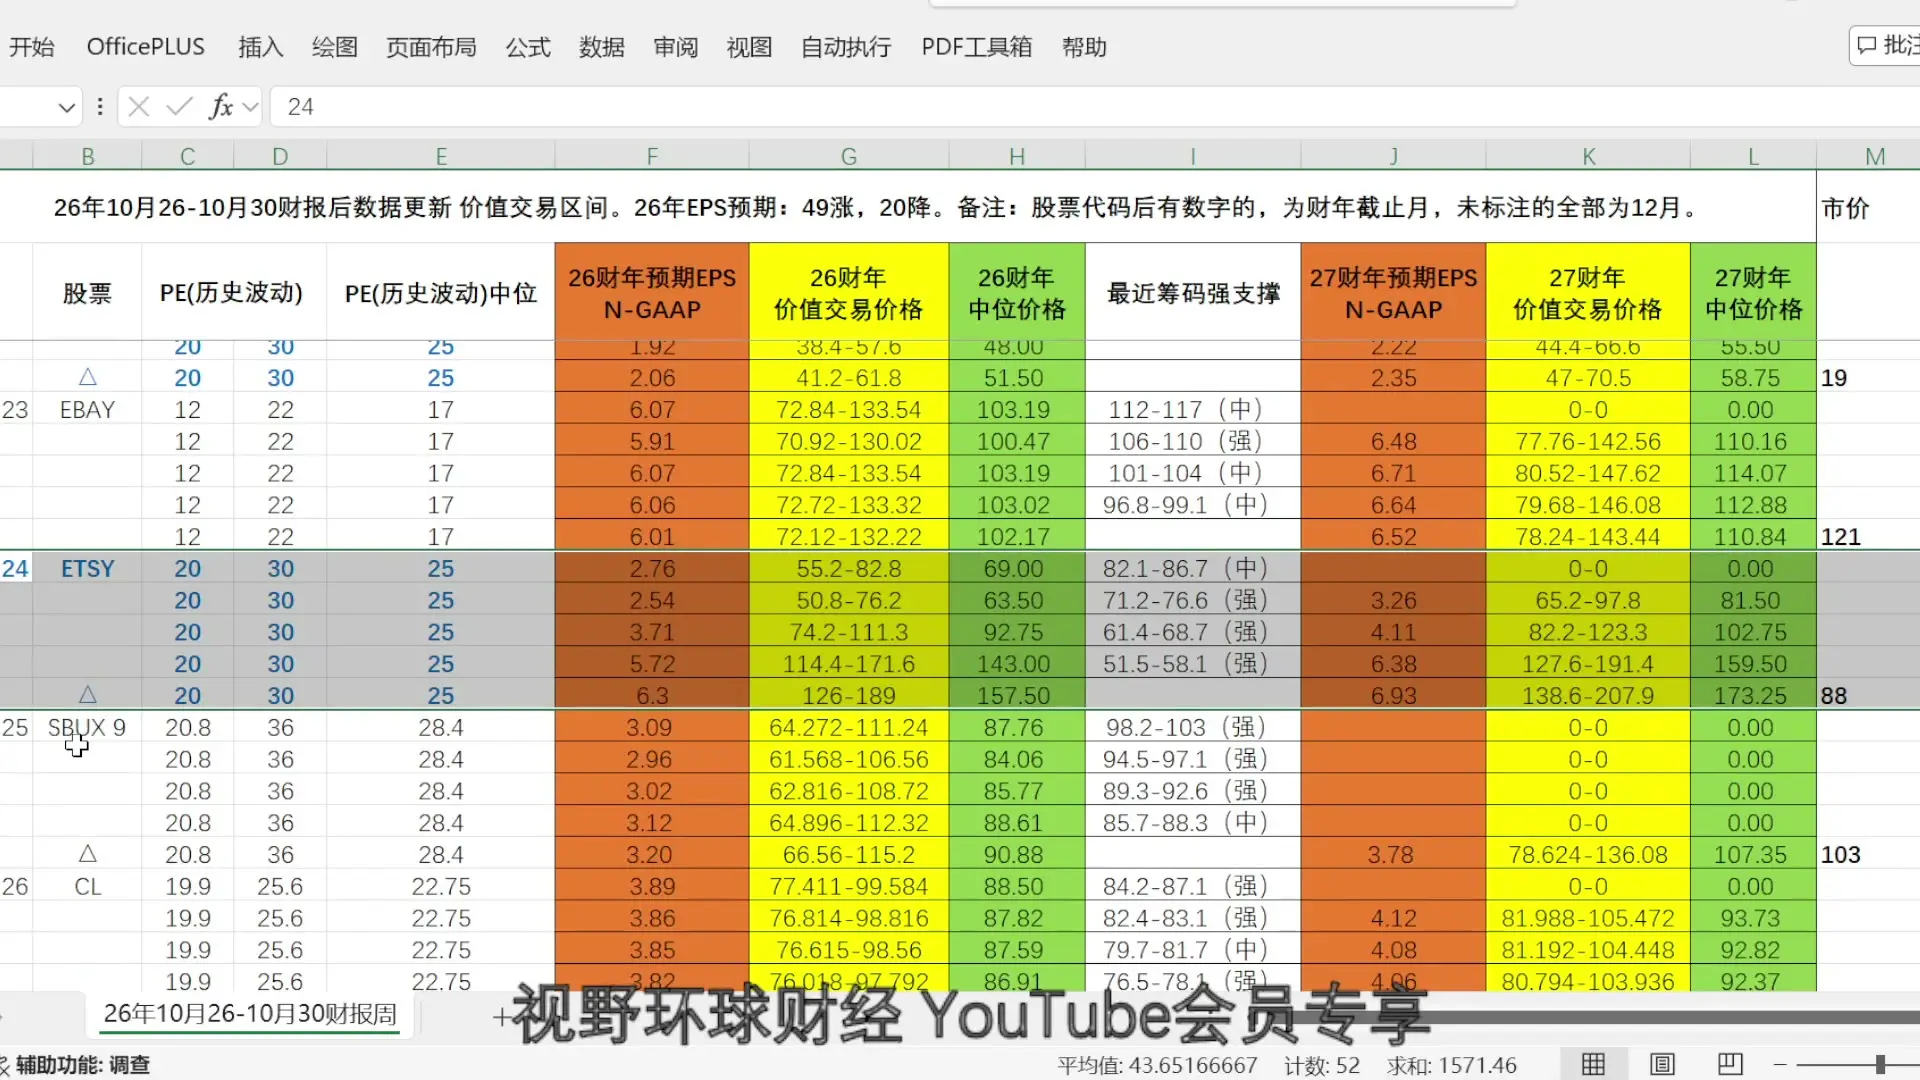 开始 OfficePLUS 插入 绘图 页面布局 公式 数据 审阅 视图 自动执行 PDF工具箱 帮助 批注
fx 24
B C D E F G H I J K L M
26年10月26-10月30财报后数据更新 价值交易区间。26年EPS预期：49涨，20降。备注：股票代码后有数字的，为财年截止月，未标注的全部为12月。 市价
股票 PE(历史波动) PE(历史波动)中位 26财年预期EPS N-GAAP 26财年 价值交易价格 26财年 中位价格 最近筹码强支撑 27财年预期EPS N-GAAP 27财年 价值交易价格 27财年 中位价格
20 30 25 1.92 38.4-57.6 48.00 2.22 44.4-66.6 55.50
△ 20 30 25 2.06 41.2-61.8 51.50 2.35 47-70.5 58.75 19
23 EBAY 12 22 17 6.07 72.84-133.54 103.19 112-117（中） 0-0 0.00
12 22 17 5.91 70.92-130.02 100.47 106-110（强） 6.48 77.76-142.56 110.16
12 22 17 6.07 72.84-133.54 103.19 101-104（中） 6.71 80.52-147.62 114.07
12 22 17 6.06 72.72-133.32 103.02 96.8-99.1（中） 6.64 79.68-146.08 112.88
12 22 17 6.01 72.12-132.22 102.17 6.52 78.24-143.44 110.84 121
24 ETSY 20 30 25 2.76 55.2-82.8 69.00 82.1-86.7（中） 0-0 0.00
20 30 25 2.54 50.8-76.2 63.50 71.2-76.6（强） 3.26 65.2-97.8 81.50
20 30 25 3.71 74.2-111.3 92.75 61.4-68.7（强） 4.11 82.2-123.3 102.75
20 30 25 5.72 114.4-171.6 143.00 51.5-58.1（强） 6.38 127.6-191.4 159.50
△ 20 30 25 6.3 126-189 157.50 6.93 138.6-207.9 173.25 88
25 SBUX 9 20.8 36 28.4 3.09 64.272-111.24 87.76 98.2-103（强） 0-0 0.00
20.8 36 28.4 2.96 61.568-106.56 84.06 94.5-97.1（强） 0-0 0.00
20.8 36 28.4 3.02 62.816-108.72 85.77 89.3-92.6（强） 0-0 0.00
20.8 36 28.4 3.12 64.896-112.32 88.61 85.7-88.3（中） 0-0 0.00
△ 20.8 36 28.4 3.20 66.56-115.2 90.88 3.78 78.624-136.08 107.35 103
26 CL 19.9 25.6 22.75 3.89 77.411-99.584 88.50 84.2-87.1（强） 0-0 0.00
19.9 25.6 22.75 3.86 76.814-98.816 87.82 82.4-83.1（强） 4.12 81.988-105.472 93.73
19.9 25.6 22.75 3.85 76.615-98.56 87.59 79.7-81.7（中） 4.08 81.192-104.448 92.82
19.9 25.6 22.75 3.82 76.018-97.792 86.91 76.5-78.1（强） 4.06 80.794-103.936 92.37
26年10月26-10月30财报周
视野环球财经 YouTube会员专享
辅助功能: 调查 平均值: 43.65166667 计数: 52 求和: 1571.46